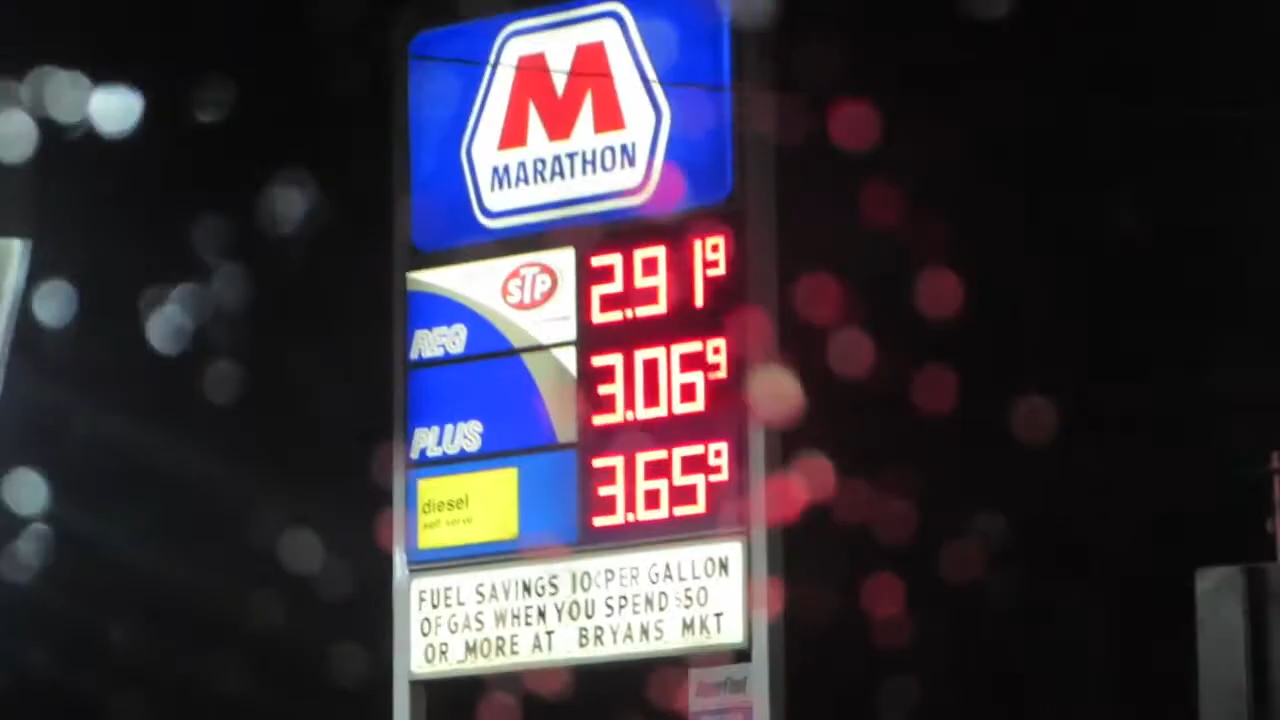 M
MARATHON
STP
REG 2.91 9
PLUS 3.06 9
diesel
self serve
3.65 9
FUEL SAVINGS 10¢PER GALLON
OF GAS WHEN YOU SPEND $50
OR MORE AT BRYANS MKT